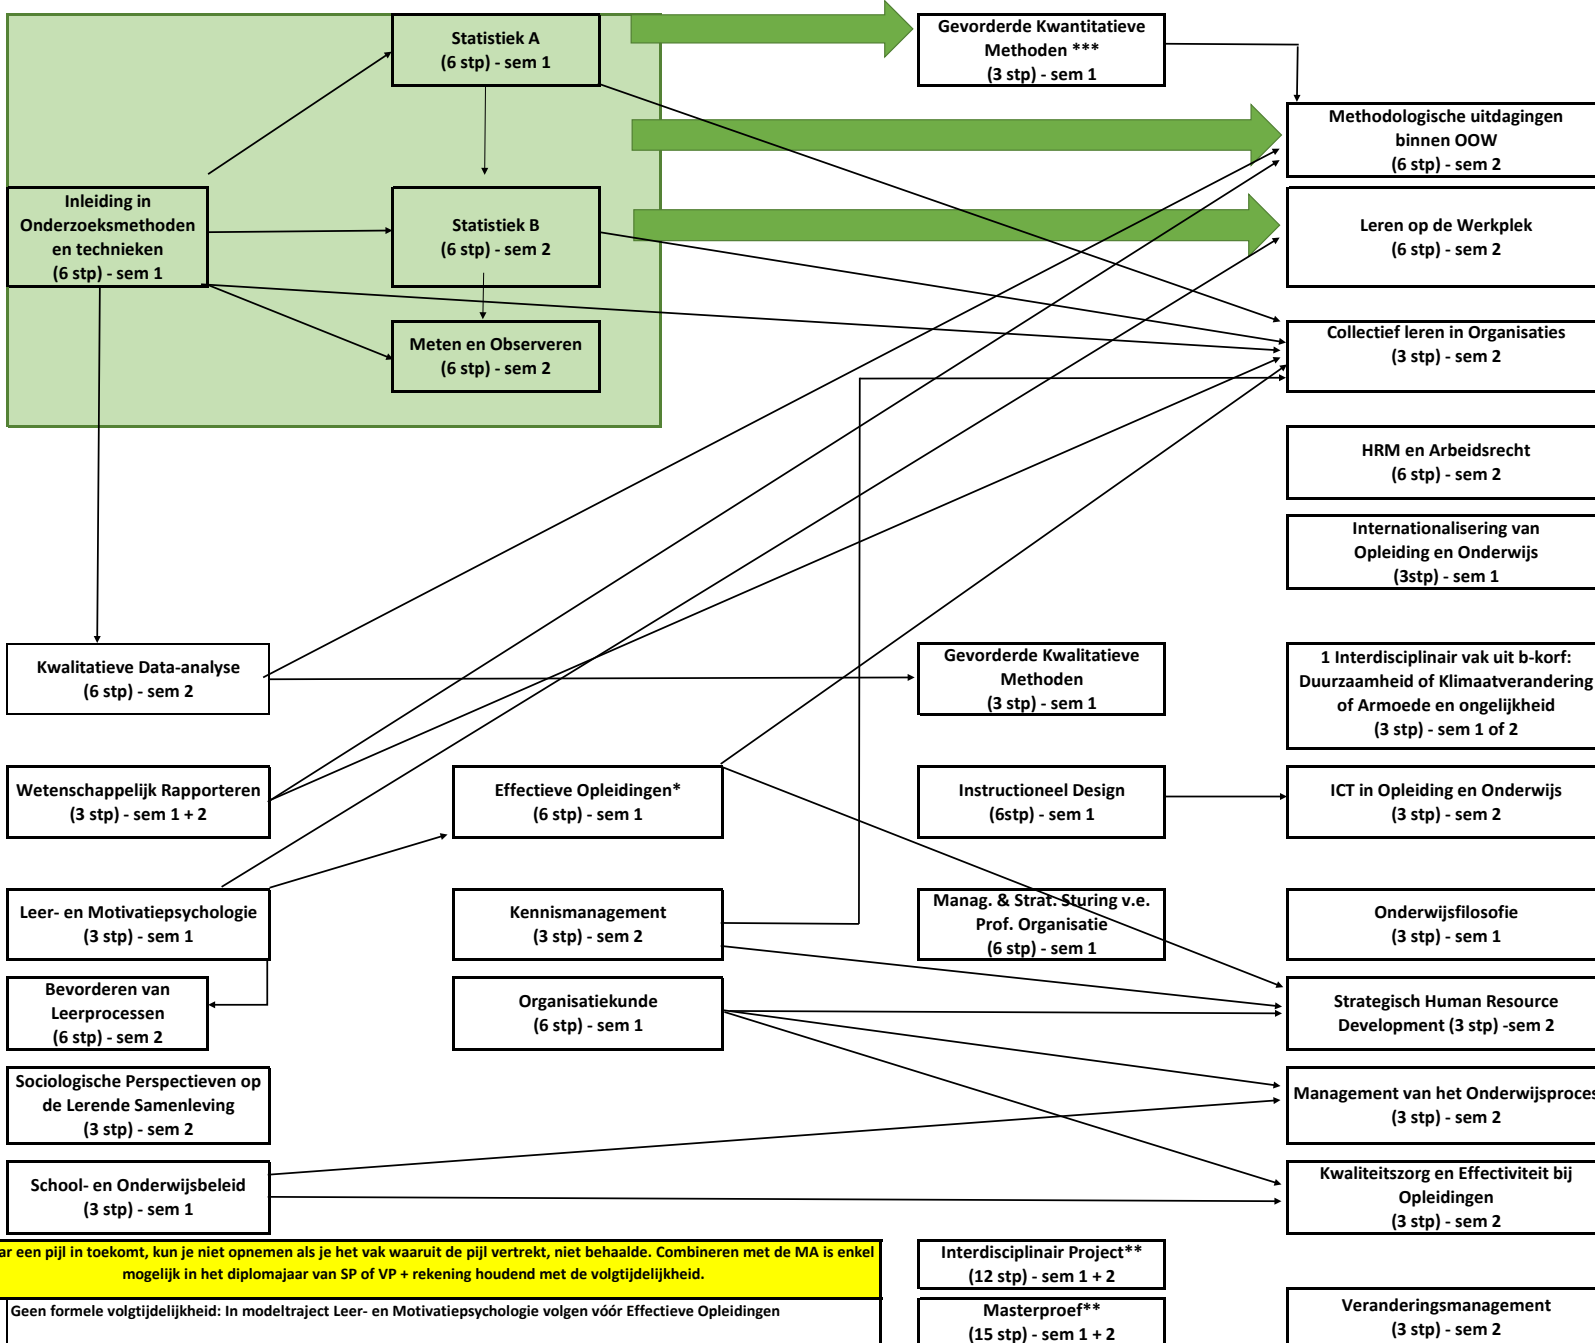 Statistiek A
(6 stp) - sem 1
Gevorderde Kwantitatieve
Methoden ***
(3 stp) - sem 1
Methodologische uitdagingen
binnen OOW
(6 stp) - sem 2
Inleiding in
Onderzoeksmethoden
en technieken
(6 stp) - sem 1
Statistiek B
(6 stp) - sem 2
Leren op de Werkplek
(6 stp) - sem 2
Meten en Observeren
(6 stp) - sem 2
Collectief leren in Organisaties
(3 stp) - sem 2
HRM en Arbeidsrecht
(6 stp) - sem 2
Internationalisering van
Opleiding en Onderwijs
(3stp) - sem 1
Kwalitatieve Data-analyse
(6 stp) - sem 2
Gevorderde Kwalitatieve
Methoden
(3 stp) - sem 1
1 Interdisciplinair vak uit b-korf:
Duurzaamheid of Klimaatverandering
of Armoede en ongelijkheid
(3 stp) - sem 1 of 2
Wetenschappelijk Rapporteren
(3 stp) - sem 1 + 2
Effectieve Opleidingen*
(6 stp) - sem 1
Instructioneel Design
(6stp) - sem 1
ICT in Opleiding en Onderwijs
(3 stp) - sem 2
Leer- en Motivatiepsychologie
(3 stp) - sem 1
Kennismanagement
(3 stp) - sem 2
Manag. & Strat. Sturing v.e.
Prof. Organisatie
(6 stp) - sem 1
Onderwijsfilosofie
(3 stp) - sem 1
Bevorderen van
Leerprocessen
(6 stp) - sem 2
Organisatiekunde
(6 stp) - sem 1
Strategisch Human Resource
Development (3 stp) -sem 2
Sociologische Perspectieven op
de Lerende Samenleving
(3 stp) - sem 2
Management van het Onderwijsproces
(3 stp) - sem 2
School- en Onderwijsbeleid
(3 stp) - sem 1
Kwaliteitszorg en Effectiviteit bij
Opleidingen
(3 stp) - sem 2
ar een pijl in toekomt, kun je niet opnemen als je het vak waaruit de pijl vertrekt, niet behaalde. Combineren met de MA is enkel
mogelijk in het diplomajaar van SP of VP + rekening houdend met de volgtijdelijkheid.
Interdisciplinair Project**
(12 stp) - sem 1 + 2
Geen formele volgtijdelijkheid: In modeltraject Leer- en Motivatiepsychologie volgen vóór Effectieve Opleidingen
Masterproef**
(15 stp) - sem 1 + 2
Veranderingsmanagement
(3 stp) - sem 2